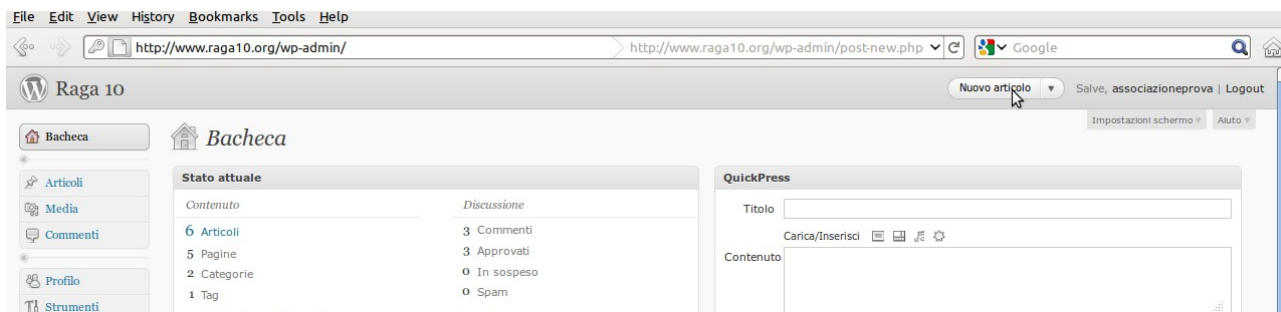 File Edit View History Bookmarks Tools Help
http://www.raga10.org/wp-admin/ http://www.raga10.org/wp-admin/post-new.php Google
Raga 10 Nuovo articolo Salve, associazioneprova | Logout
Impostazioni schermo Aiuto
Bacheca
Bacheca
Articoli
Media
Commenti
Profilo
Strumenti
Stato attuale
Contenuto Discussione
6 Articoli 3 Commenti
5 Pagine 3 Approvati
2 Categorie 0 In sospeso
1 Tag 0 Spam
QuickPress
Titolo
Carica/Inserisci
Contenuto